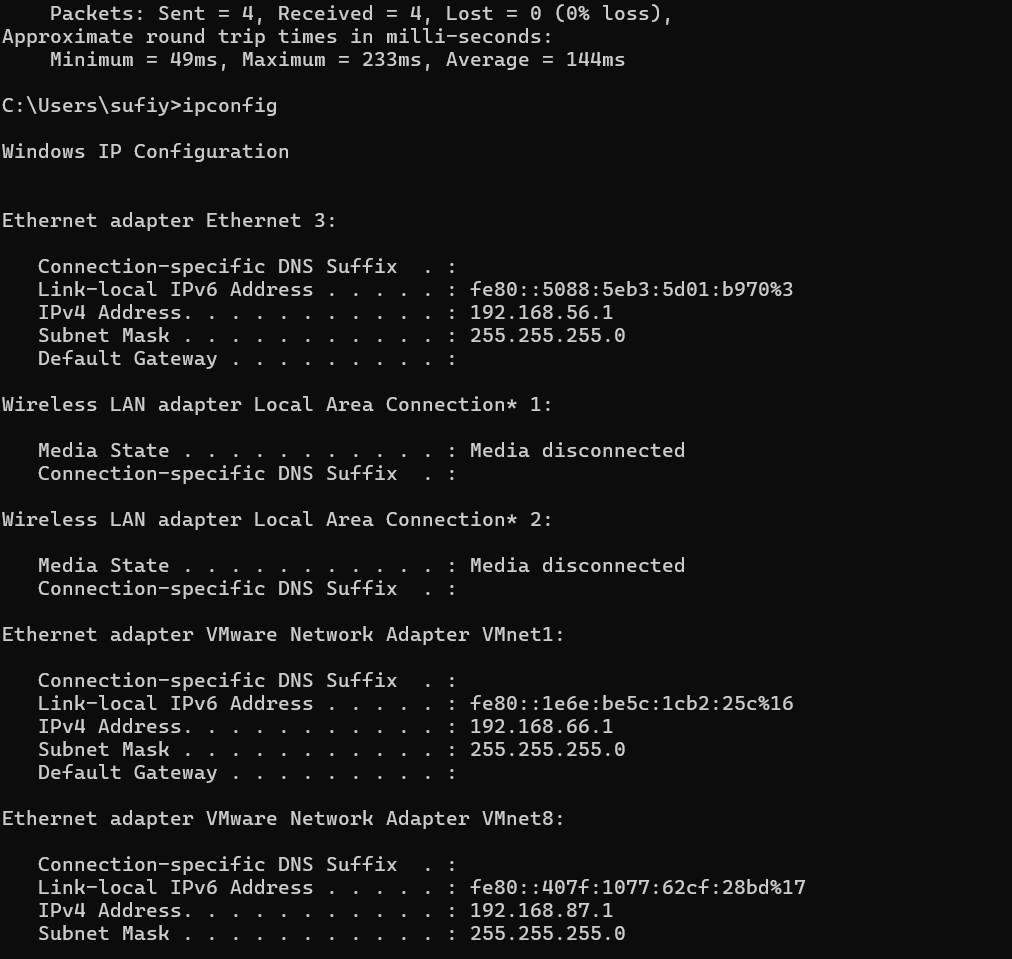 Packets: Sent = 4, Received = 4, Lost = 0 (0% loss),
Approximate round trip times in milli-seconds:
    Minimum = 49ms, Maximum = 233ms, Average = 144ms

C:\Users\sufiy>ipconfig

Windows IP Configuration


Ethernet adapter Ethernet 3:

   Connection-specific DNS Suffix  . :
   Link-local IPv6 Address . . . . . : fe80::5088:5eb3:5d01:b970%3
   IPv4 Address. . . . . . . . . . . : 192.168.56.1
   Subnet Mask . . . . . . . . . . . : 255.255.255.0
   Default Gateway . . . . . . . . . :

Wireless LAN adapter Local Area Connection* 1:

   Media State . . . . . . . . . . . : Media disconnected
   Connection-specific DNS Suffix  . :

Wireless LAN adapter Local Area Connection* 2:

   Media State . . . . . . . . . . . : Media disconnected
   Connection-specific DNS Suffix  . :

Ethernet adapter VMware Network Adapter VMnet1:

   Connection-specific DNS Suffix  . :
   Link-local IPv6 Address . . . . . : fe80::1e6e:be5c:1cb2:25c%16
   IPv4 Address. . . . . . . . . . . : 192.168.66.1
   Subnet Mask . . . . . . . . . . . : 255.255.255.0
   Default Gateway . . . . . . . . . :

Ethernet adapter VMware Network Adapter VMnet8:

   Connection-specific DNS Suffix  . :
   Link-local IPv6 Address . . . . . : fe80::407f:1077:62cf:28bd%17
   IPv4 Address. . . . . . . . . . . : 192.168.87.1
   Subnet Mask . . . . . . . . . . . : 255.255.255.0